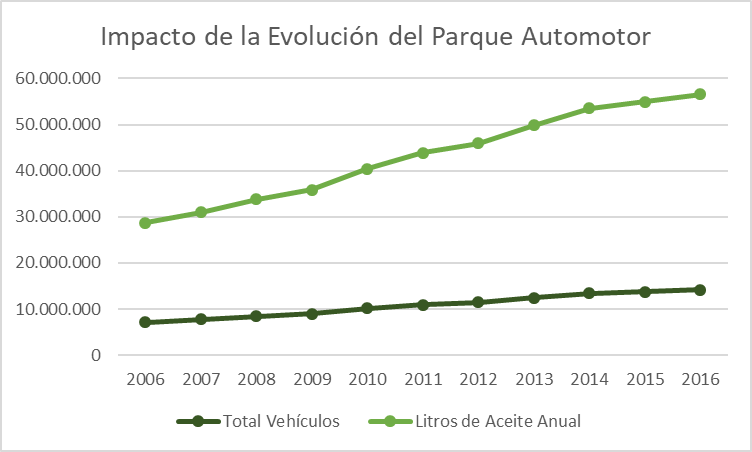 Impacto de la Evolución del Parque Automotor
60.000.000
50.000.000
40.000.000
30.000.000
20.000.000
10.000.000
0
2006 2007 2008 2009 2010 2011 2012 2013 2014 2015 2016
Total Vehículos Litros de Aceite Anual